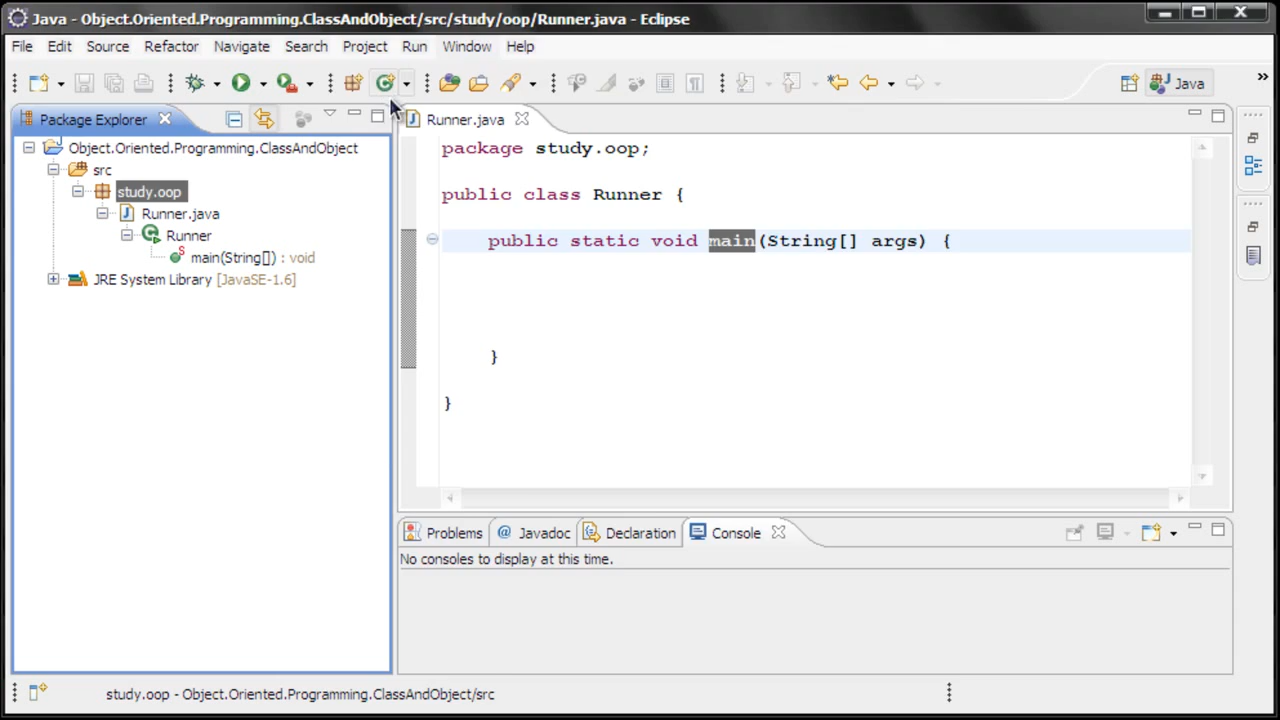 Java - Object.Oriented.Programming.ClassAndObject/src/study/oop/Runner.java - Eclipse
File Edit Source Refactor Navigate Search Project Run Window Help
Java
Package Explorer
Object.Oriented.Programming.ClassAndObject
src
study.oop
Runner.java
Runner
main(String[]) : void
JRE System Library [JavaSE-1.6]
Runner.java
package study.oop;
public class Runner {
public static void main(String[] args) {
}
}
Problems Javadoc Declaration Console
No consoles to display at this time.
study.oop - Object.Oriented.Programming.ClassAndObject/src